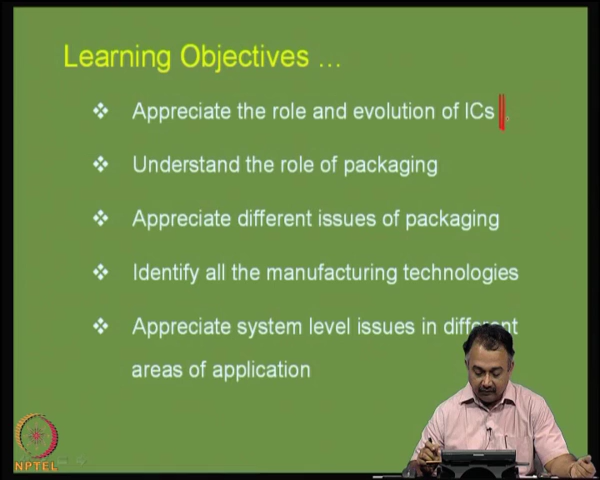 Learning Objectives ...
Appreciate the role and evolution of ICs
Understand the role of packaging
Appreciate different issues of packaging
Identify all the manufacturing technologies
Appreciate system level issues in different
areas of application
NPTEL